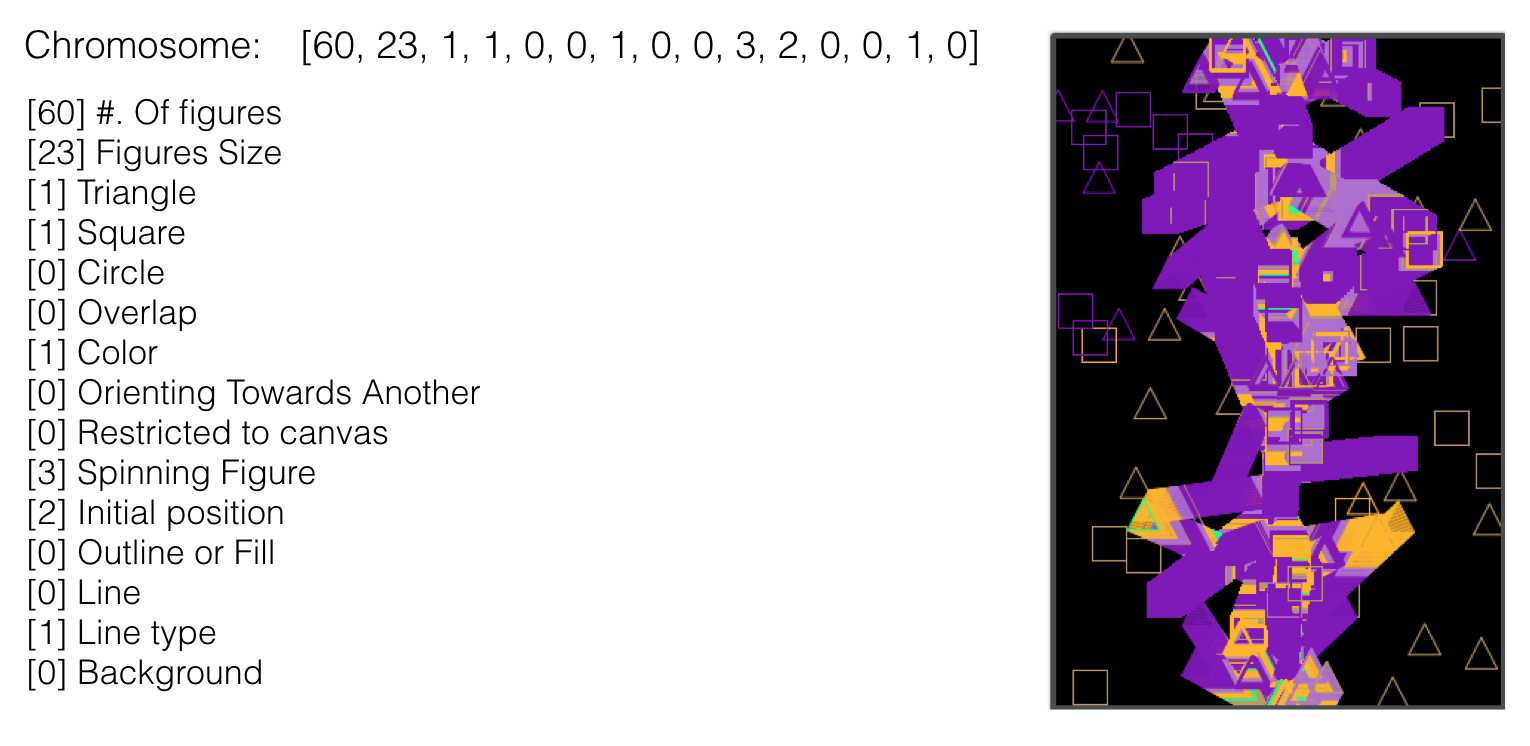 Chromosome: [60, 23, 1, 1, 0, 0, 1, 0, 0, 3, 2, 0, 0, 1, 0]
[60] #. Of figures
[23] Figures Size
[1] Triangle
[1] Square
[0] Circle
[0] Overlap
[1] Color
[0] Orienting Towards Another
[0] Restricted to canvas
[3] Spinning Figure
[2] Initial position
[0] Outline or Fill
[0] Line
[1] Line type
[0] Background